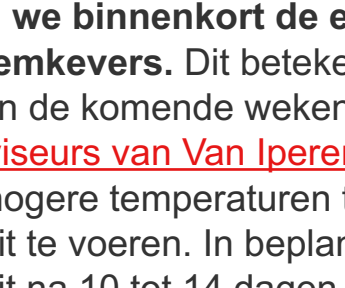 we binnenkort de e
emkevers. Dit beteke
n de komende weken
iseurs van Van Iperen
hogere temperaturen t
it te voeren. In beplan
it na 10 tot 14 dagen